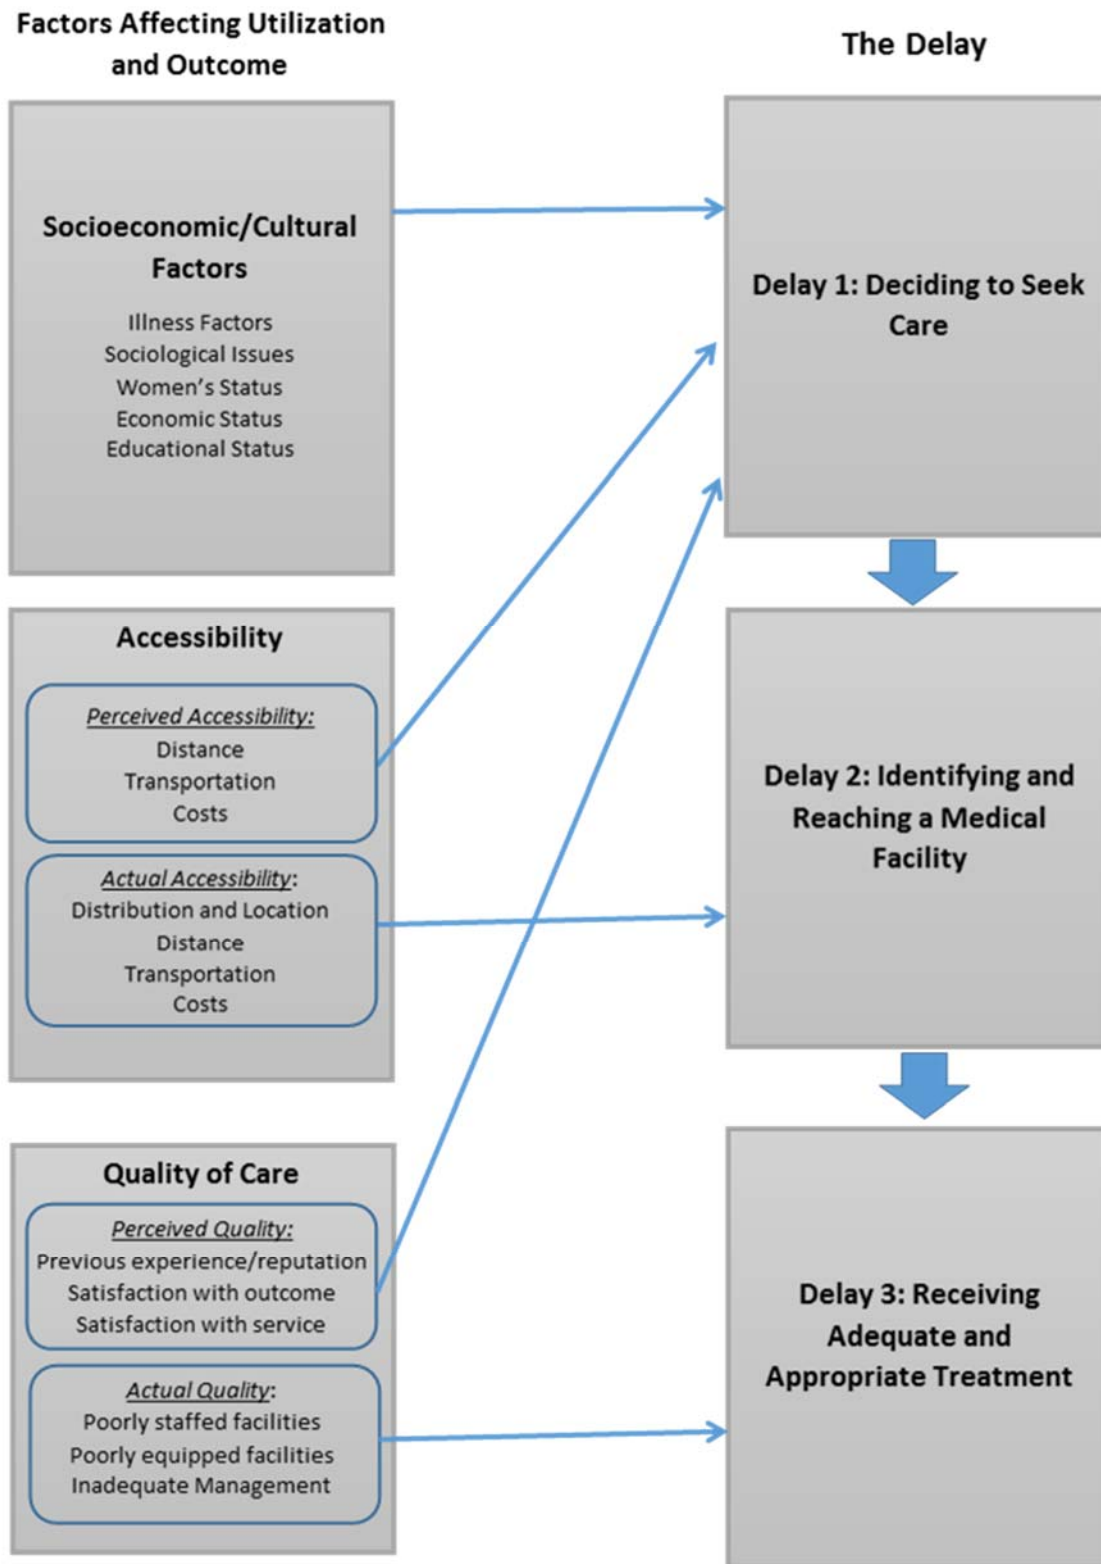 Factors Affecting Utilization
and Outcome
Socioeconomic/Cultural
Factors
Illness Factors
Sociological Issues
Women's Status
Economic Status
Educational Status
Accessibility
Perceived Accessibility:
Distance
Transportation
Costs
Actual Accessibility:
Distribution and Location
Distance
Transportation
Costs
Quality of Care
Perceived Quality:
Previous experience/reputation
Satisfaction with outcome
Satisfaction with service
Actual Quality:
Poorly staffed facilities
Poorly equipped facilities
Inadequate Management
The Delay
Delay 1: Deciding to Seek
Care
Delay 2: Identifying and
Reaching a Medical
Facility
Delay 3: Receiving
Adequate and
Appropriate Treatment